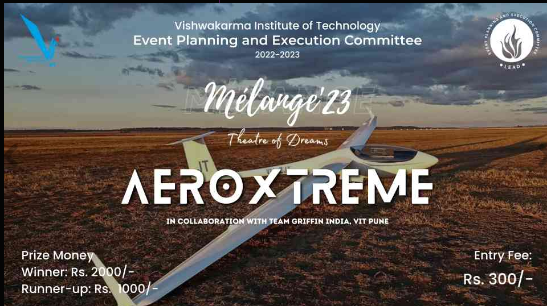 Vishwakarma Institute of Technology
Event Planning and Execution Committee
2022-2023
Mélange'23
Theatre of Dreams
IT
AEROXTREME
IN COLLABORATION WITH TEAM GRIFFIN INDIA, VIT PUNE
Prize Money
Winner: Rs. 2000/-
Runner-up: Rs. 1000/-
Entry Fee:
Rs. 300/-
LEAD